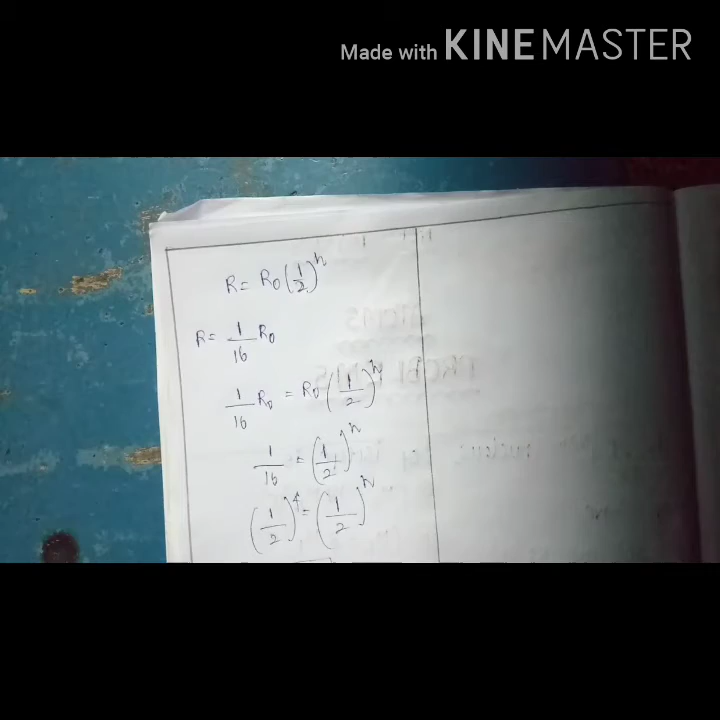 Made with KINEMASTER
R = R₀(1/2)ⁿ
R = 1/16 R₀
1/16 R₀ = R₀(1/2)ⁿ
1/16 = (1/2)ⁿ
(1/2)⁴ = (1/2)ⁿ